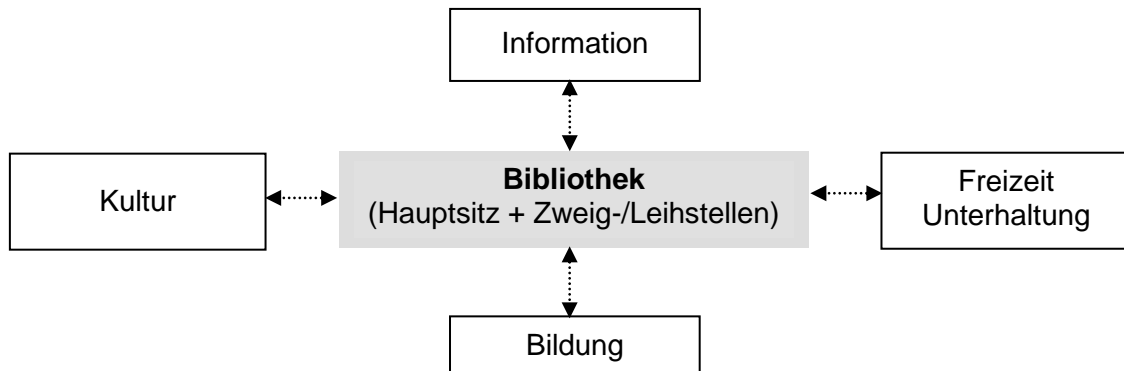 Information
Kultur
Bibliothek
(Hauptsitz + Zweig-/Leihstellen)
Freizeit
Unterhaltung
Bildung